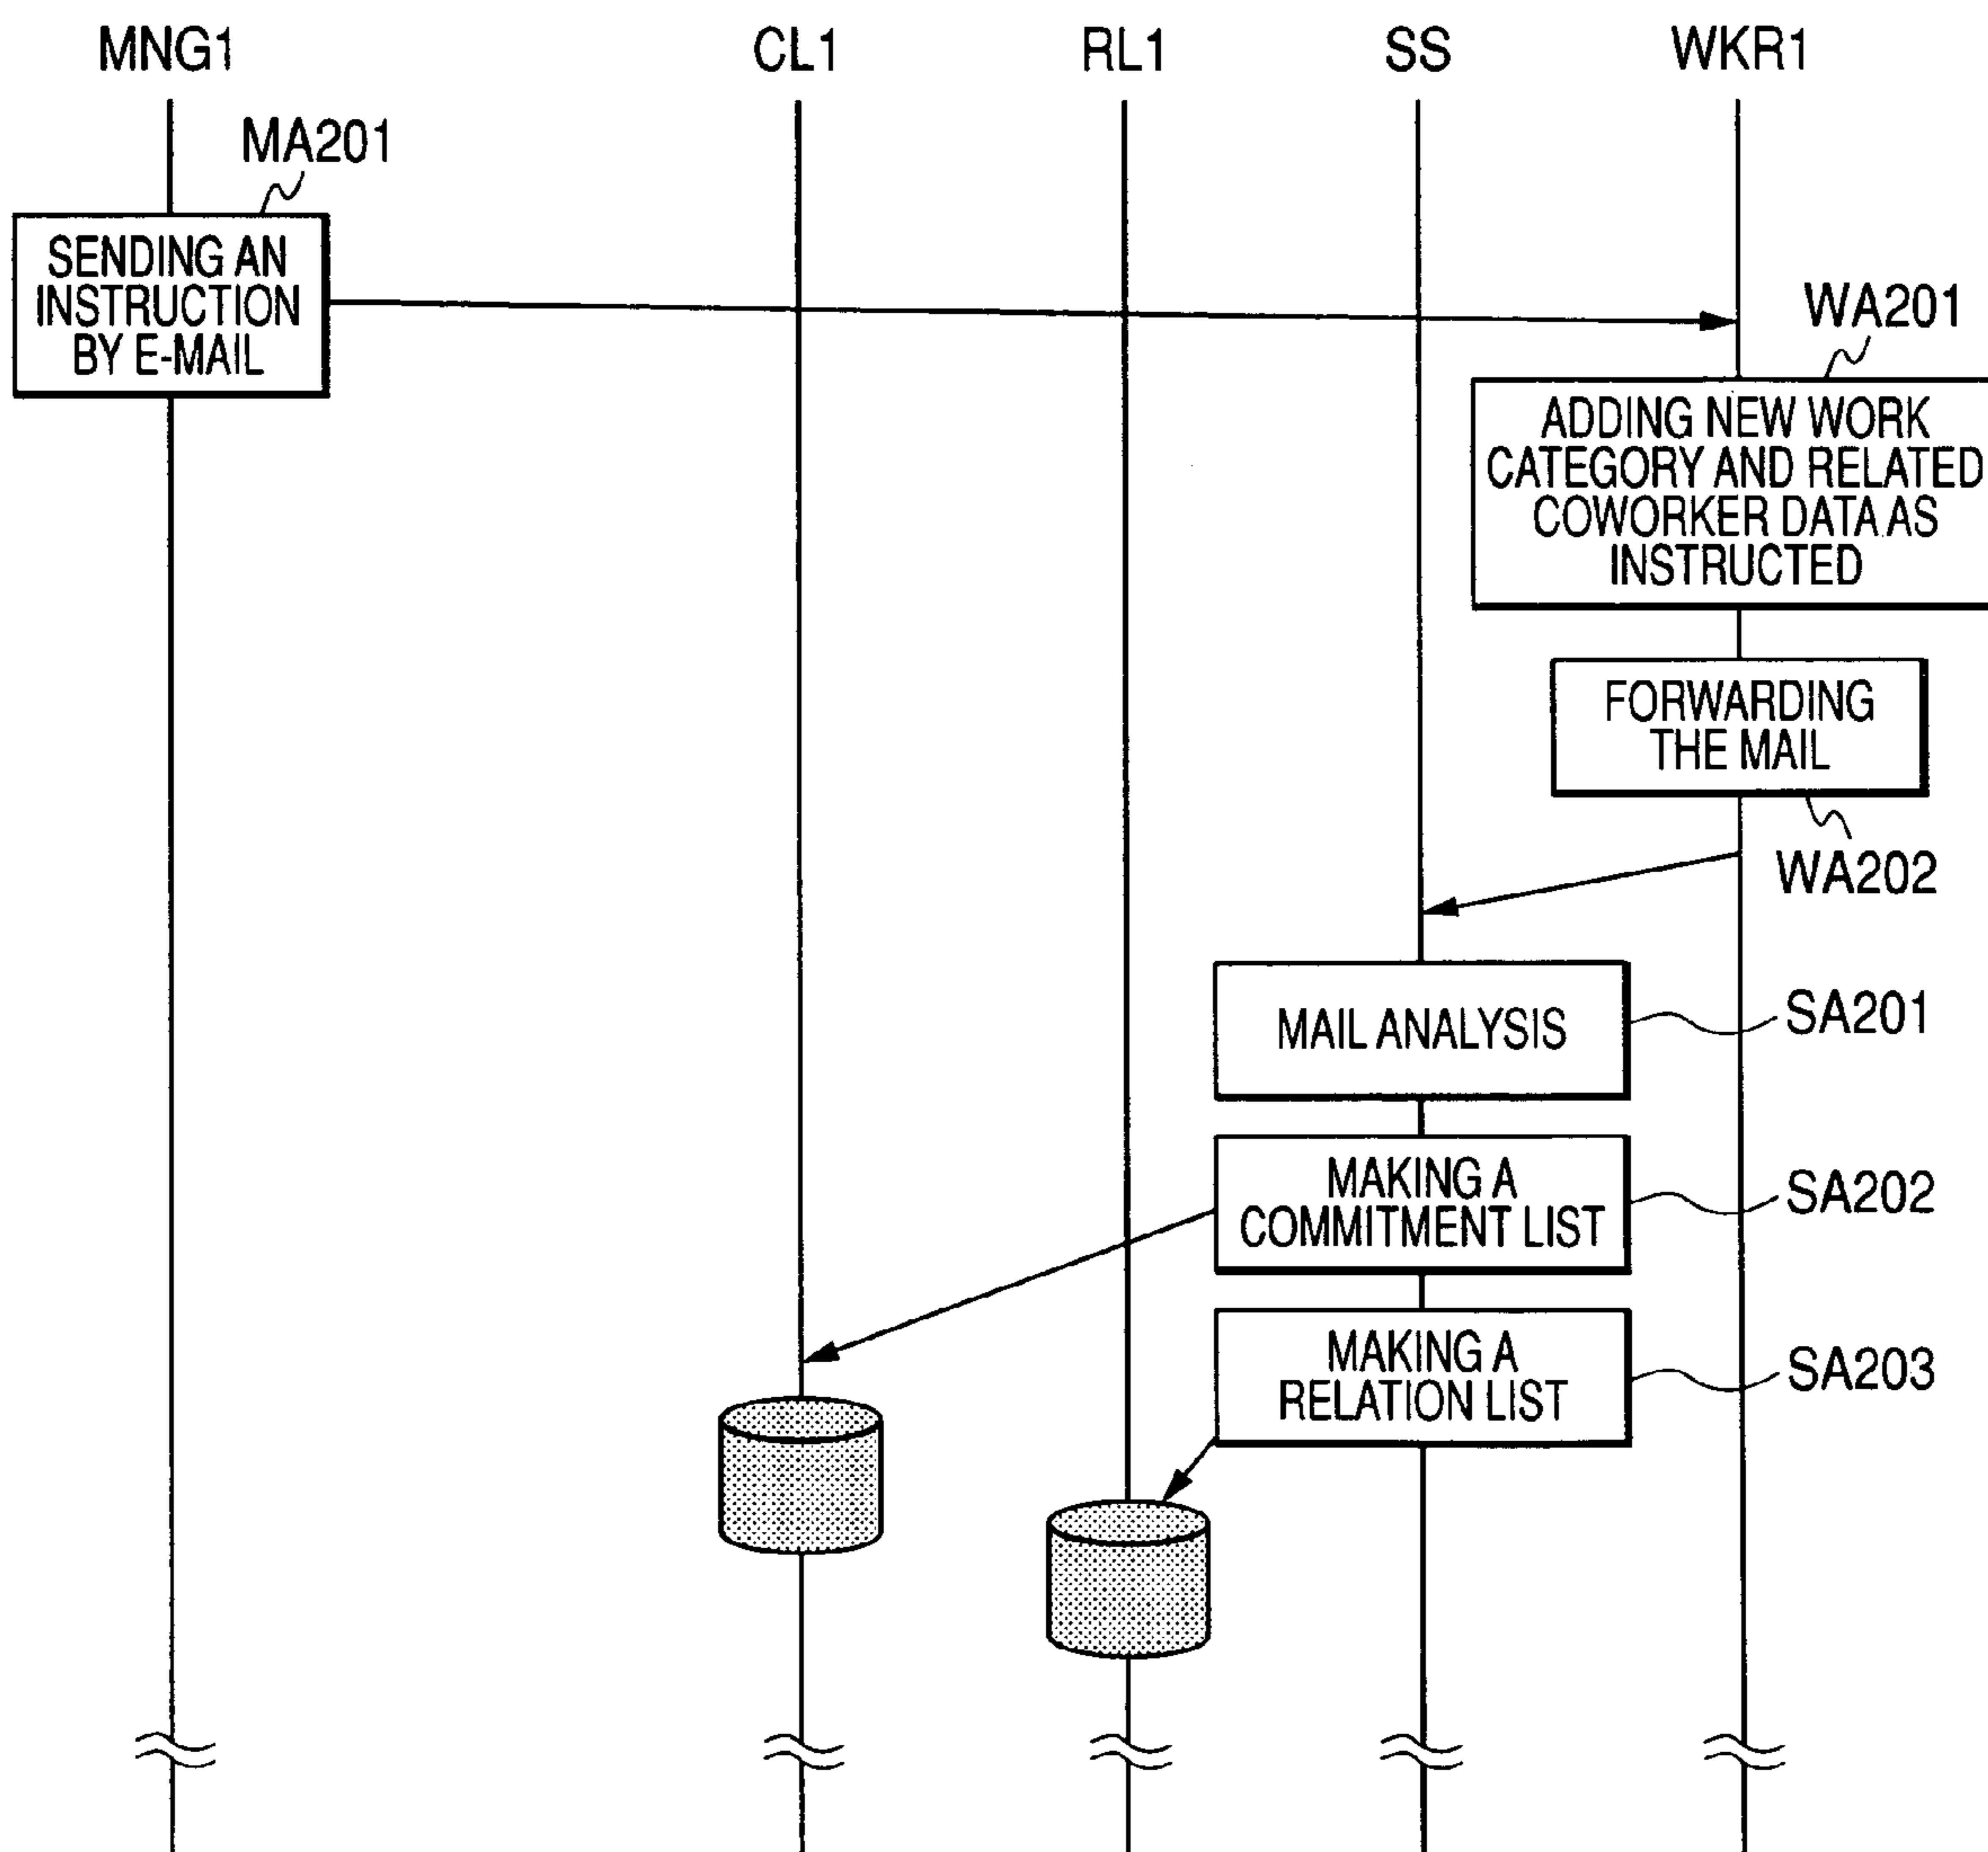 MNG1 CL1 RL1 SS WKR1
MA201
SENDING AN
INSTRUCTION
BY E-MAIL
WA201
ADDING NEW WORK
CATEGORY AND RELATED
COWORKER DATA AS
INSTRUCTED
FORWARDING
THE MAIL
WA202
MAIL ANALYSIS
SA201
MAKING A
COMMITMENT LIST
SA202
MAKING A
RELATION LIST
SA203